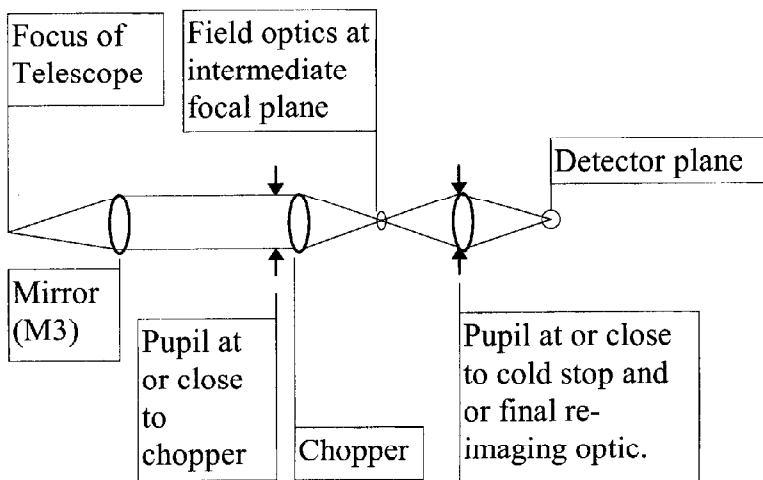 Focus of
Telescope
Field optics at
intermediate
focal plane
Detector plane
Mirror
(M3)
Pupil at
or close
to
chopper
Chopper
Pupil at or close
to cold stop and
or final re-
imaging optic.